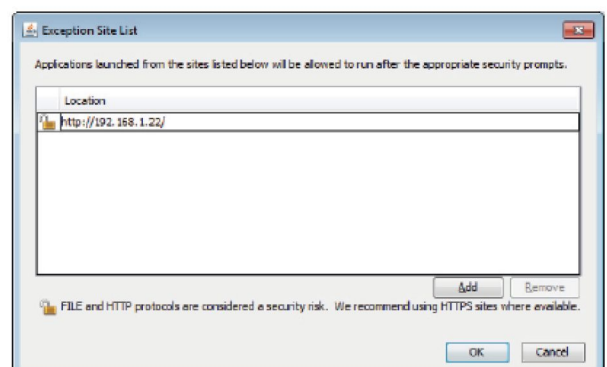 Exception Site List
Applications launched from the sites listed below will be allowed to run after the appropriate security prompts.
Location
http://192.168.1.22/
Add Remove
FILE and HTTP protocols are considered a security risk. We recommend using HTTPS sites where available.
OK Cancel